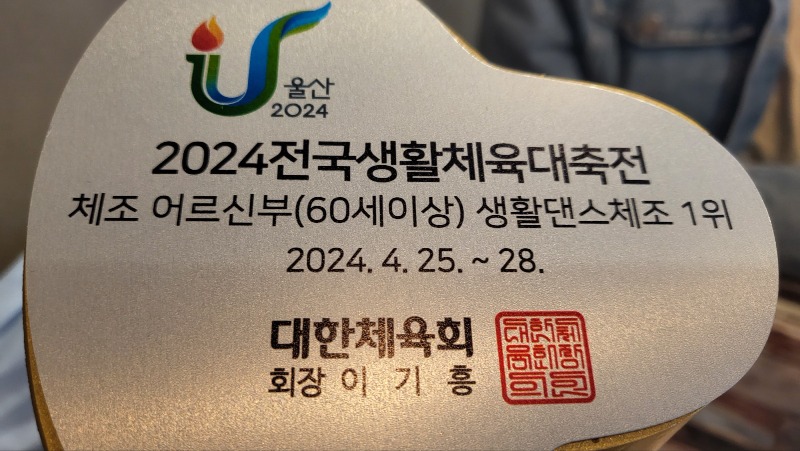 울산
2024
2024전국생활체육대축전
체조 어르신부(60세이상) 생활댄스체조 1위
2024. 4. 25. ~ 28.
대한체육회
회장 이 기 흥